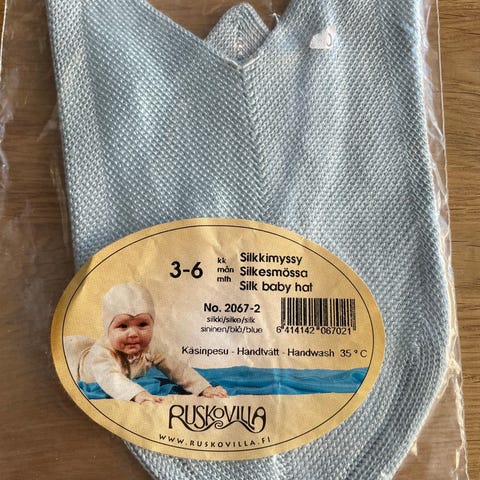 3-6 kk mån mth
Silkkimyssy
Silkesmössa
Silk baby hat
No. 2067-2
silkki/silke/silk
sininen/blå/blue
6 414142 067021
Käsinpesu - Handtvätt - Handwash 35 ° C
RUSKOVILLA
WWW.RUSKOVILLA.FI